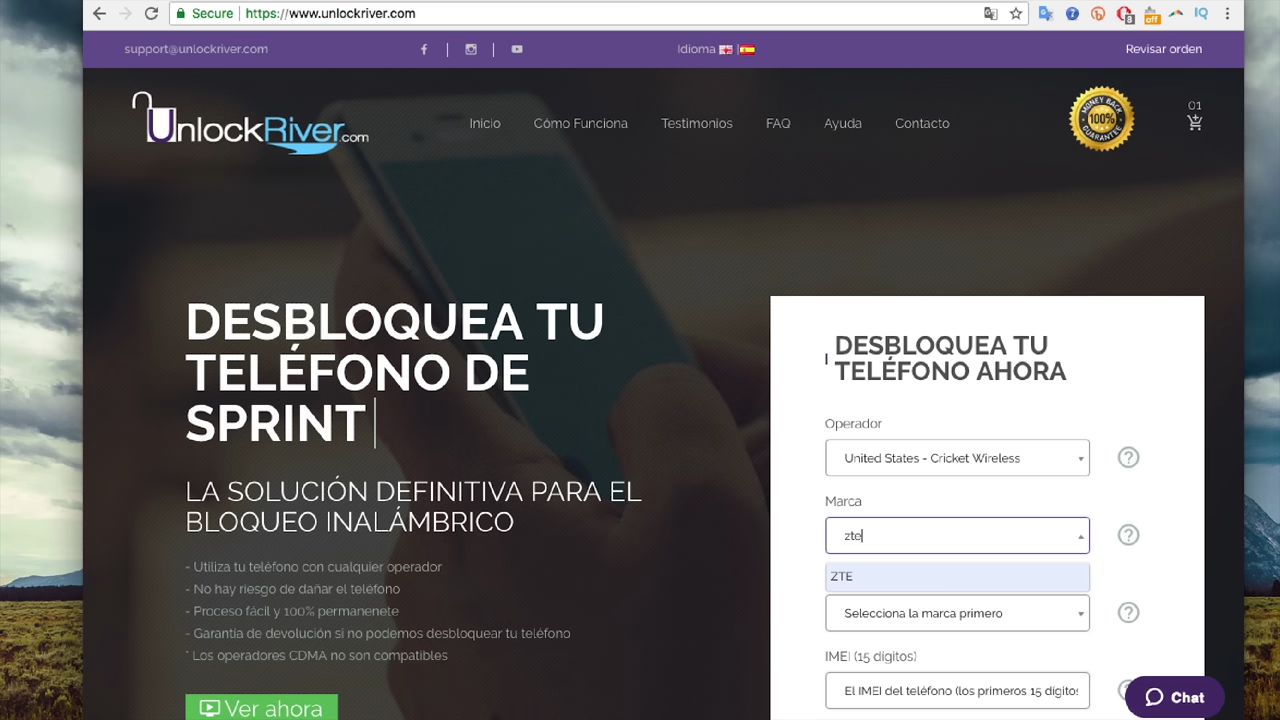 Secure
https://www.unlockriver.com
8
off
IQ
support@unlockriver.com
Idioma
Revisar orden
UnlockRiver.com
Inicio
Cómo Funciona
Testimonios
FAQ
Ayuda
Contacto
MONEY BACK
100%
GUARANTEE
01
DESBLOQUEA TU
TELÉFONO DE
SPRINT
LA SOLUCIÓN DEFINITIVA PARA EL
BLOQUEO INALÁMBRICO
- Utiliza tu teléfono con cualquier operador
- No hay riesgo de dañar el teléfono
- Proceso fácil y 100% permanenete
- Garantía de devolución si no podemos desbloquear tu teléfono
* Los operadores CDMA no son compatibles
Ver ahora
DESBLOQUEA TU
TELÉFONO AHORA
Operador
United States - Cricket Wireless
?
Marca
zte
?
ZTE
Selecciona la marca primero
?
IMEI (15 dígitos)
El IMEI del teléfono (los primeros 15 dígitos
Chat